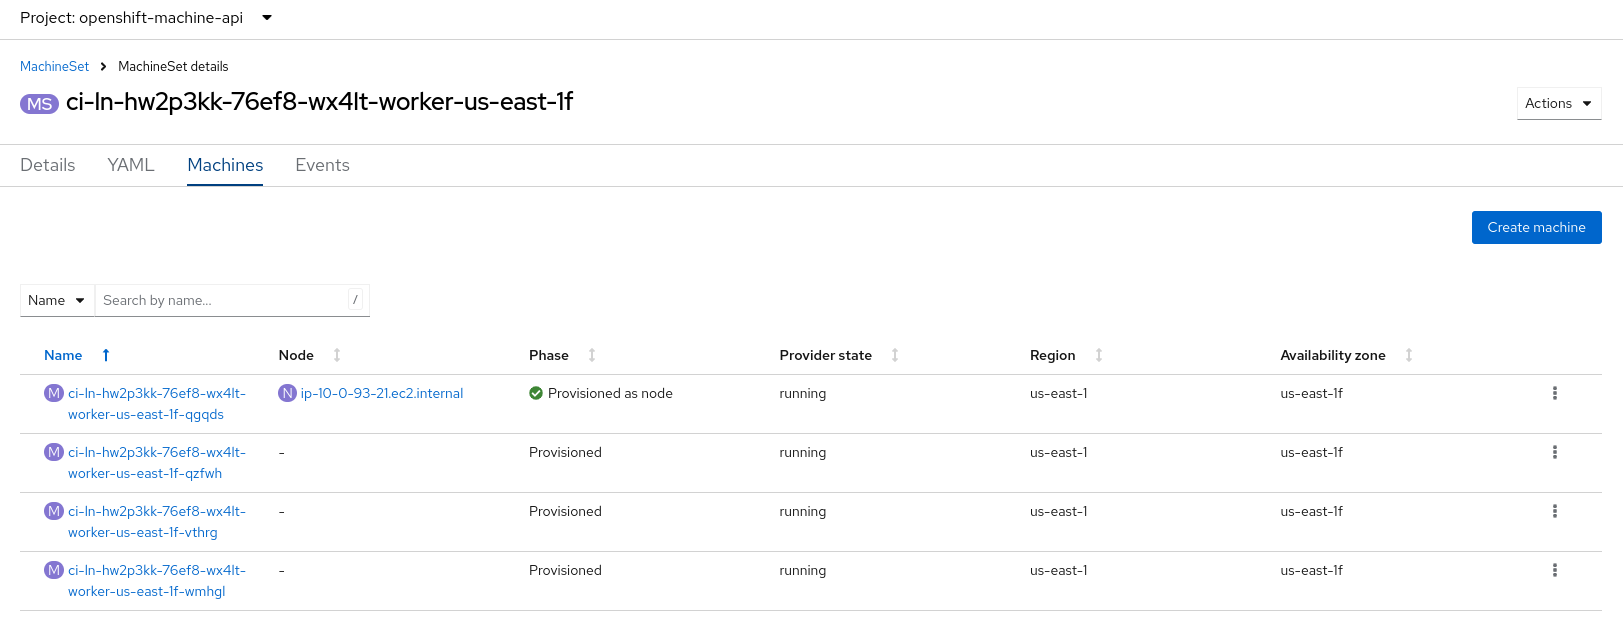 Project: openshift-machine-api
MachineSet MachineSet details
MS ci-ln-hw2p3kk-76ef8-wx4lt-worker-us-east-1f
Actions
Details YAML Machines Events
Create machine
Name Search by name... /
Name Node Phase Provider state Region Availability zone
M ci-ln-hw2p3kk-76ef8-wx4lt- N ip-10-0-93-21.ec2.internal Provisioned as node running us-east-1 us-east-1f
worker-us-east-1f-qgqds
M ci-ln-hw2p3kk-76ef8-wx4lt- - Provisioned running us-east-1 us-east-1f
worker-us-east-1f-qzfwh
M ci-ln-hw2p3kk-76ef8-wx4lt- - Provisioned running us-east-1 us-east-1f
worker-us-east-1f-vthrg
M ci-ln-hw2p3kk-76ef8-wx4lt- - Provisioned running us-east-1 us-east-1f
worker-us-east-1f-wmhgl